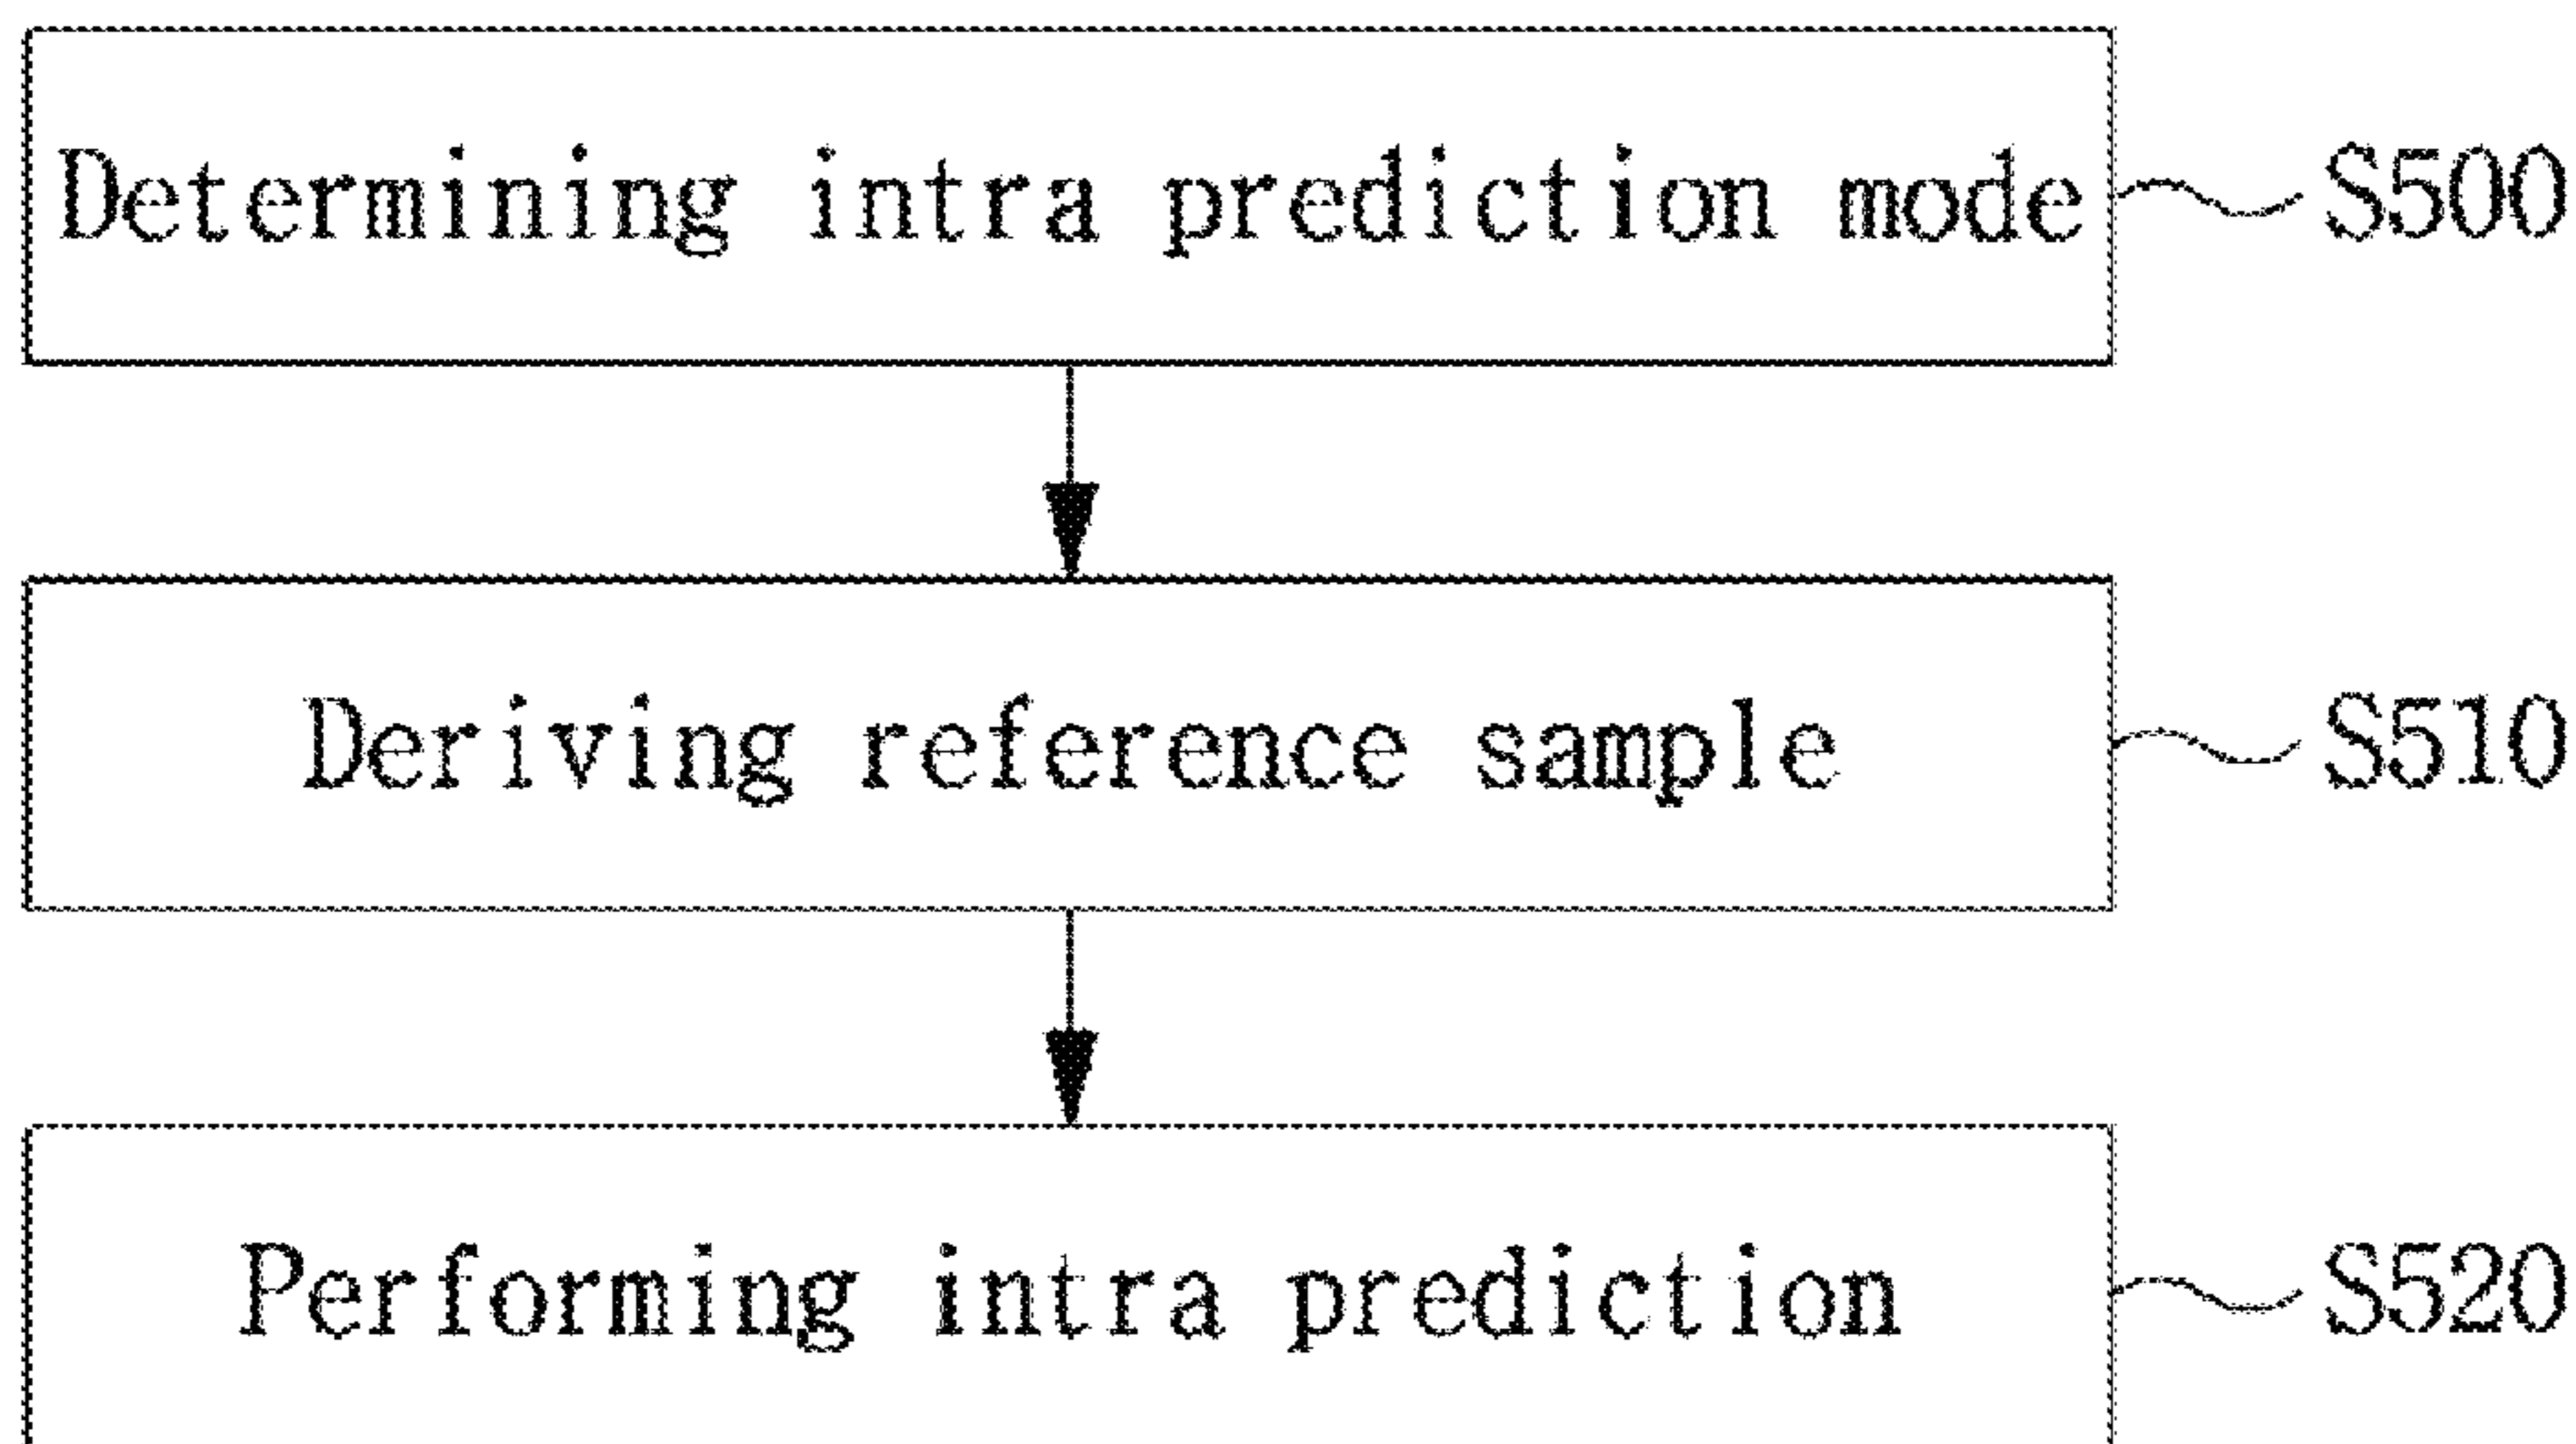 Determining intra prediction mode S500
Deriving reference sample S510
Performing intra prediction S520